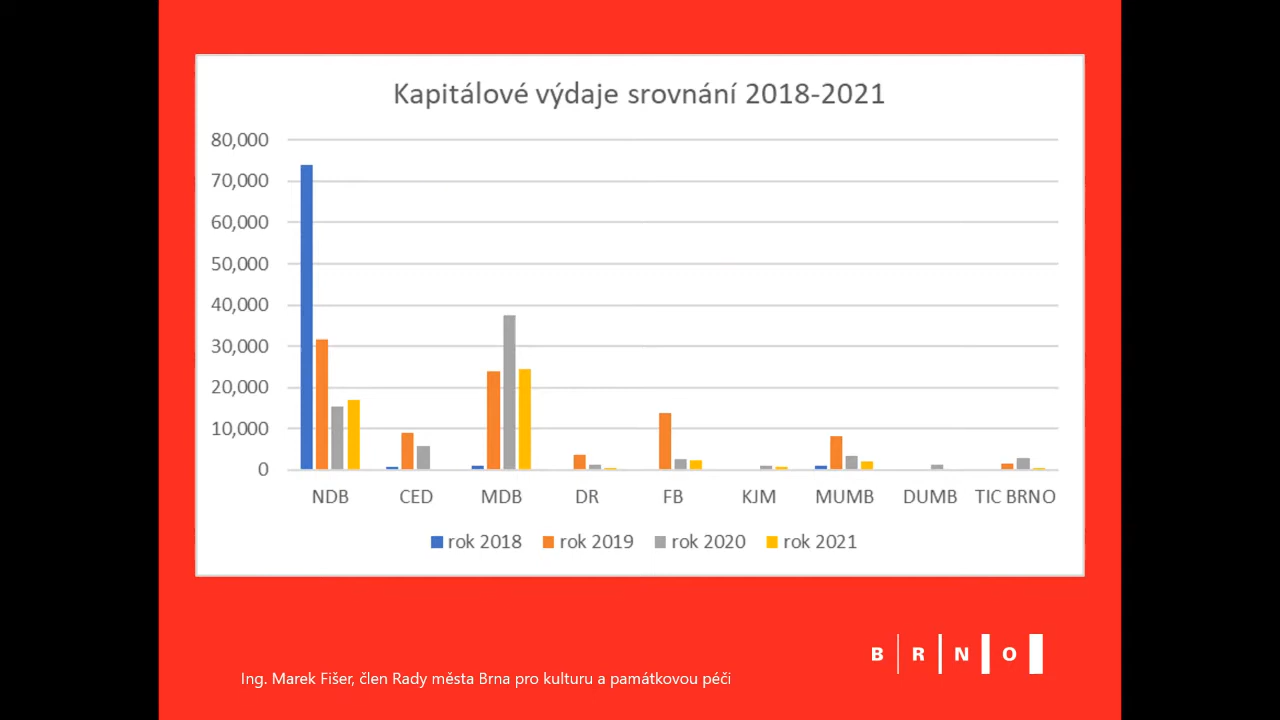 Kapitálové výdaje srovnání 2018-2021
80,000
70,000
60,000
50,000
40,000
30,000
20,000
10,000
0
NDB CED MDB DR FB KJM MUMB DUMB TIC BRNO
rok 2018 rok 2019 rok 2020 rok 2021
B R N O
Ing. Marek Fišer, člen Rady města Brna pro kulturu a památkovou péči